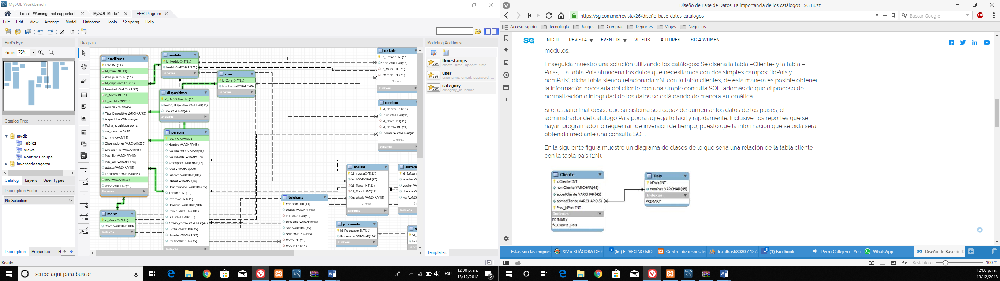 MySQL Workbench
Local - Warning - not supported
MySQL Model*
EER Diagram
File Edit View Arrange Model Database Tools Scripting Help
Bird's Eye
Zoom: 75%
Catalog Tree
mydb
Tables
Views
Routine Groups
inventariosagarpa
Catalog Layers User Types
Description Editor
No Selection
Description Properties H
Ready
Diagram
1:1
1:n
1:1
1:n
n:m
1:n
auxiliares
Folio INT(11)
Id_zona INT(11)
Presupuesto INT(11)
Id_dispositivo INT(11)
Inventario VARCHAR(45)
id_Marca INT(11)
id_modelo INT(11)
serie VARCHAR(45)
Tipo_Dispositivo VARCHAR(45)
Adquisicion VARCHAR(45)
Fecha_adquisicion DATE
Fin_Garantia DATE
DT VARCHAR(45)
Observaciones VARCHAR(300)
Direccion_ip VARCHAR(45)
Mac_Eth VARCHAR(45)
Mac_wifi VARCHAR(45)
estatus VARCHAR(45)
Documento VARCHAR(45)
RFC VARCHAR(13)
Valor VARCHAR(45)
Indexes
marca
id_Marca INT(11)
Marca VARCHAR(100)
Indexes
modelo
id_Modelo INT(11)
Modelo VARCHAR(100)
Indexes
zona
id_Zona INT(11)
Nombre VARCHAR(100)
Indexes
dispositivos
Id_Dispositivo INT(11)
Nomb_Dispositivo VARCHAR(45)
Tipo VARCHAR(45)
Indexes
persona
RFC VARCHAR(13)
Nombre VARCHAR(45)
ApePaterno VARCHAR(45)
ApeMaterno VARCHAR(45)
Adscripcion VARCHAR(45)
Area VARCHAR(100)
Subarea VARCHAR(100)
Puesto VARCHAR(45)
Denominacion VARCHAR(45)
Telefono INT(11)
Extension INT(11)
Domicilio VARCHAR(100)
Correo VARCHAR(100)
GFC VARCHAR(100)
Acceso_correo VARCHAR(45)
Estatus VARCHAR(45)
Usuario VARCHAR(45)
Contra VARCHAR(45)
Indexes
teclado
Id_Teclado INT(11)
Serie VARCHAR(45)
Id_Marca INT(11)
IdModelo INT(11)
3 more...
Indexes
monitor
id_Monitor INT(11)
Serie VARCHAR(45)
id_Marca INT(11)
id_Modelo INT(11)
Inventario VARCHAR(45)
2 more...
Indexes
mouse
Id_mouse INT(11)
Serie VARCHAR(45)
Id_Marca INT(11)
Id_Modelo INT(11)
Inventario VARCHAR(45)
2 more...
Indexes
softwa
id_Softwar
Nombre V
Version VA
Licencia VA
Key VARCH
3 r
Indexes
telefonia
Extencion INT(11)
Display VARCHAR(45)
RFC VARCHAR(13)
Inmueble VARCHAR(45)
Sitio VARCHAR(45)
Serie VARCHAR(45)
Marca INT(11)
Modelo INT(11)
procesador
id_Procesador INT(11)
Procesador VARCHAR(100)
Indexes
m
Id_
Mer
Inde
Modeling Additions
timestamps
create_time, update_time
user
username, email, password, ...
category
category_id, name
Templates
Escribe aquí para buscar
ESP
12:00 p. m.
13/12/2018
5
Diseño de Base de Datos: La importancia de los catálogos | SG Buzz
https://sg.com.mx/revista/26/diseño-base-datos-catalogos
Buscar Google
ABP
Acceso rápido Tecnología Juegos Compras Deportes Viajes Negocios
SG INICIO REVISTA EVENTOS VIDEOS AUTORES SG 4 WOMEN
módulos.
Enseguida muestro una solución utilizando los catálogos: Se diseña la tabla –Cliente- y la tabla –
Pais-, La tabla Pais almacena los datos que necesitamos con dos simples campos: “idPais y
nomPais”, dicha tabla siendo relacionada 1:N con la tabla clientes, de esta manera es posible obtener
la información necesaria del cliente con una simple consulta SQL, además de que el proceso de
normalización e integridad de los datos se está dando de manera automática.
Si el usuario final desea que su sistema sea capaz de aumentar los datos de los países, el
administrador del catálogo Pais podrá agregarlo fácil y rápidamente. Inclusive, los reportes que se
hayan programado no requerirán de inversión de tiempo, puesto que la información que se pida será
obtenida mediante una consulta SQL.
En la siguiente figura muestro un diagrama de clases de lo que seria una relación de la tabla cliente
con la tabla país (1:N).
Cliente
idCliente INT
nomCliente VARCHAR(45)
appatCliente VARCHAR(45)
apmatCliente VARCHAR(45)
Pais_idPais INT
Indexes
PRIMARY
fk_Cliente_Pais
Pais
idPais INT
nomPais VARCHAR(45)
Indexes
PRIMARY
Estas son las empres
SIV :: BITÁCORA DE A
(66) EL VECINO MOL
Control de dispositiv
localhost:8080 / 127.
1 (1) Facebook
Perro Callejero - You
WhatsApp
SG Diseño de Base de D
Restablecer
100 %
12:00 p. m.
13/12/2018